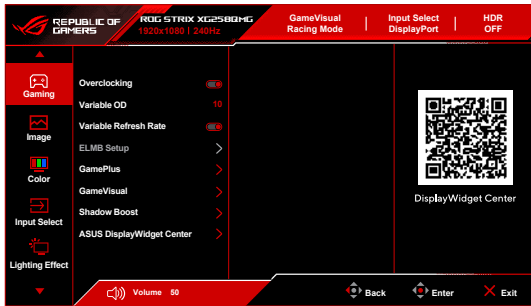 REPUBLIC OF
GAMERS
ROG STRIX XG258QMG
1920x1080 | 240Hz
GameVisual
Racing Mode
Input Select
DisplayPort
HDR
OFF
Gaming
Image
Color
Input Select
Lighting Effect
Overclocking
Variable OD 10
Variable Refresh Rate
ELMB Setup
GamePlus
GameVisual
Shadow Boost
ASUS DisplayWidget Center
DisplayWidget Center
Volume 50
Back
Enter
Exit